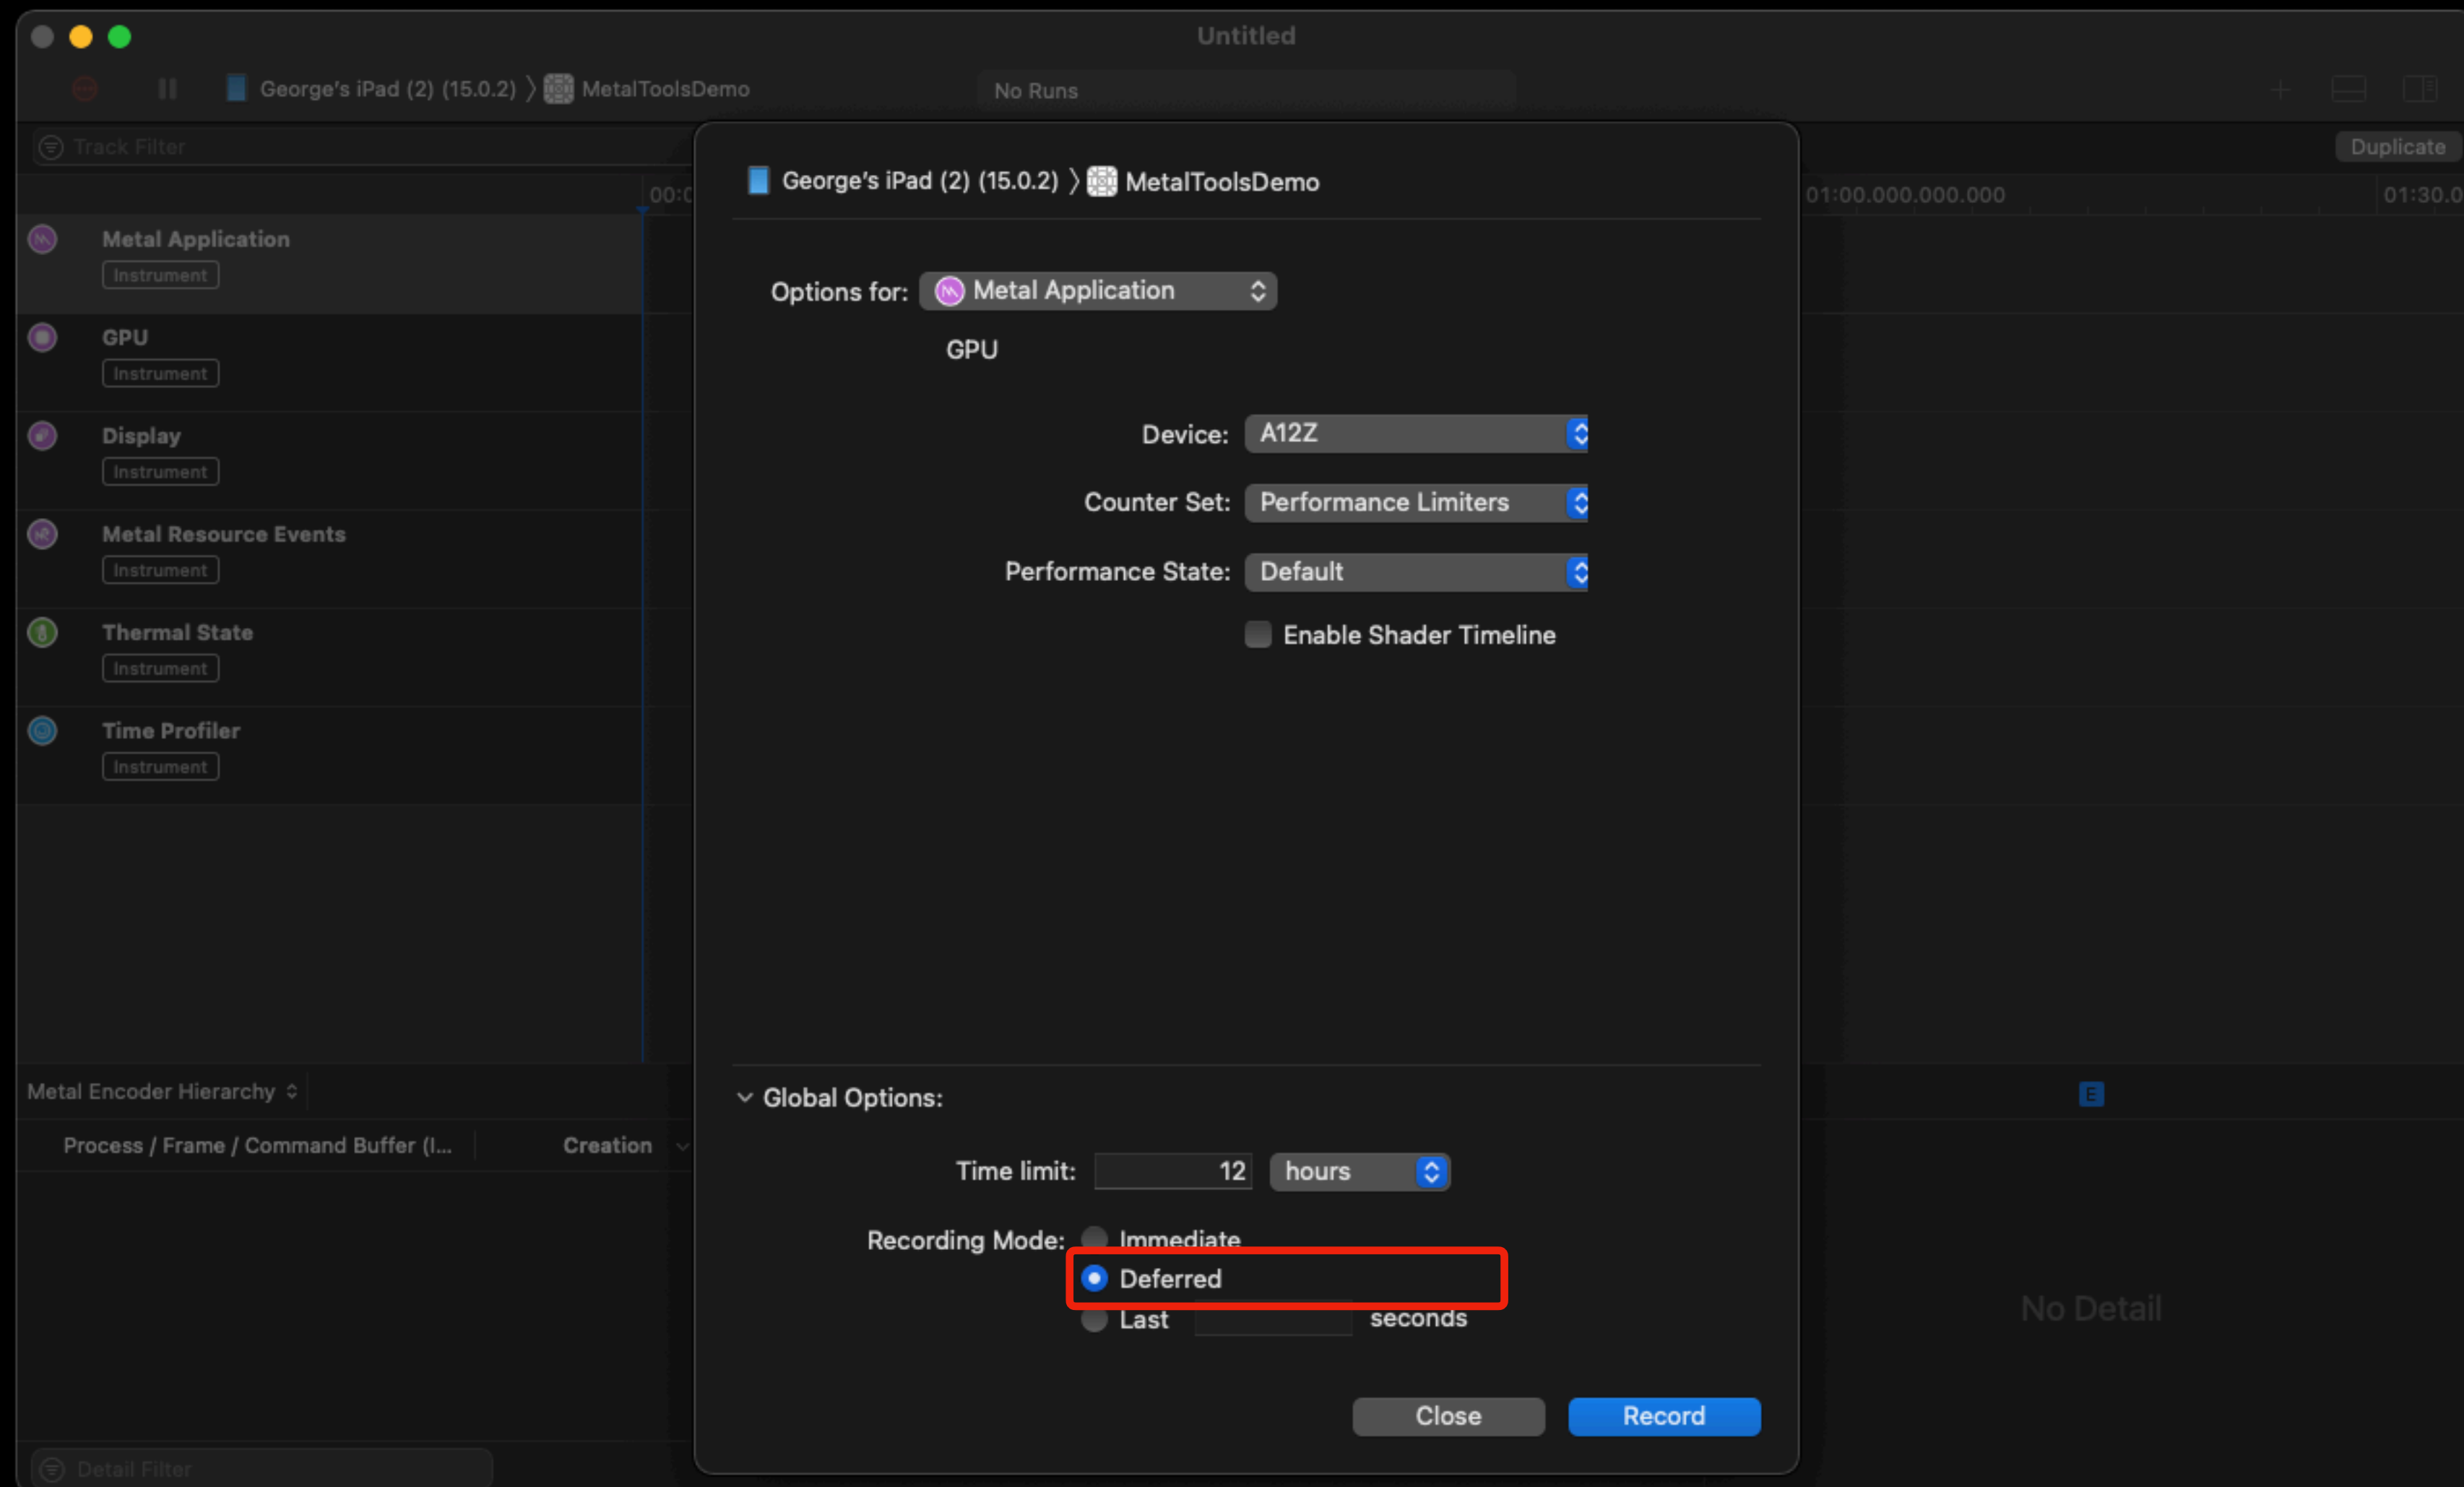 Untitled
George's iPad (2) (15.0.2) 〉 MetalToolsDemo
No Runs
Track Filter
Duplicate
01:00.000.000.000
Metal Application
Instrument
GPU
Instrument
Display
Instrument
Metal Resource Events
Instrument
Thermal State
Instrument
Time Profiler
Instrument
Metal Encoder Hierarchy
Process / Frame / Command Buffer (I...
Creation
Detail Filter
E
No Detail
George's iPad (2) (15.0.2) 〉 MetalToolsDemo
Options for: Metal Application
GPU
Device: A12Z
Counter Set: Performance Limiters
Performance State: Default
Enable Shader Timeline
Global Options:
Time limit: 12 hours
Recording Mode: Immediate
Deferred
Last seconds
Close Record